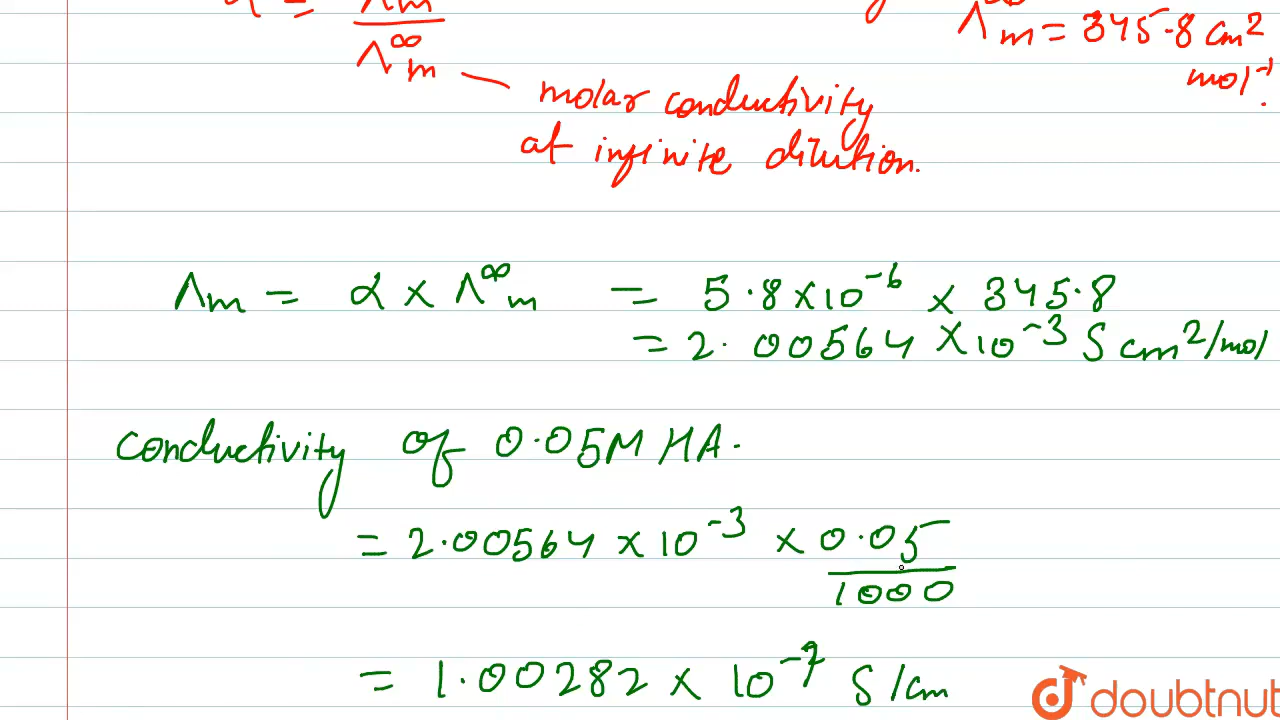 Λm = 345.8 cm²
mol⁻¹
Λ∞m
molar conductivity
at infinite dilution.
Λm = α × Λ∞m = 5.8 × 10⁻⁶ × 345.8
= 2.00564 × 10⁻³ S cm²/mol
Conductivity of 0.05M HA.
= 2.00564 × 10⁻³ × 0.05
1000
= 1.00282 × 10⁻⁷ S/cm
doubtnut